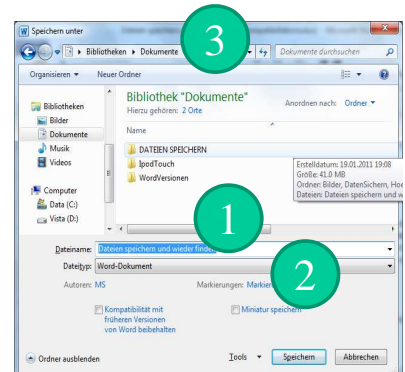 Speichern unter
3
Bibliotheken ▸ Dokumente
Dokumente durchsuchen
Organisieren ▾ Neuer Ordner
Bibliotheken
Bilder
Dokumente
Musik
Videos
Computer
Data (C:)
Vista (D:)
Bibliothek "Dokumente"
Hierzu gehören: 2 Orte
Anordnen nach: Ordner ▾
Name
DATEIEN SPEICHERN
IpodTouch
WordVersionen
Erstelldatum: 19.01.2011 19:08
Größe: 41.0 MB
Ordner: Bilder, DatenSichern, Hoe
Dateien: Dateien speichern und w
1
Dateiname: Dateien speichern und wieder finden
Dateityp: Word-Dokument
2
Autoren: MS
Markierungen:
Kompatibilität mit
früheren Versionen
von Word beibehalten
Miniatur speichern
Ordner ausblenden
Tools ▾
Speichern
Abbrechen